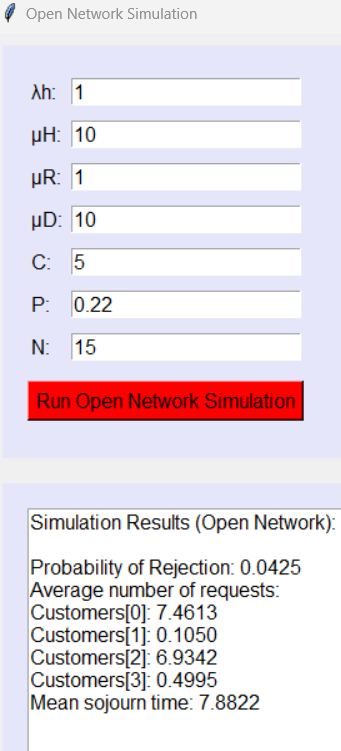 Open Network Simulation
λh: 1
μH: 10
μR: 1
μD: 10
C: 5
P: 0.22
N: 15
Run Open Network Simulation
Simulation Results (Open Network):
Probability of Rejection: 0.0425
Average number of requests:
Customers[0]: 7.4613
Customers[1]: 0.1050
Customers[2]: 6.9342
Customers[3]: 0.4995
Mean sojourn time: 7.8822